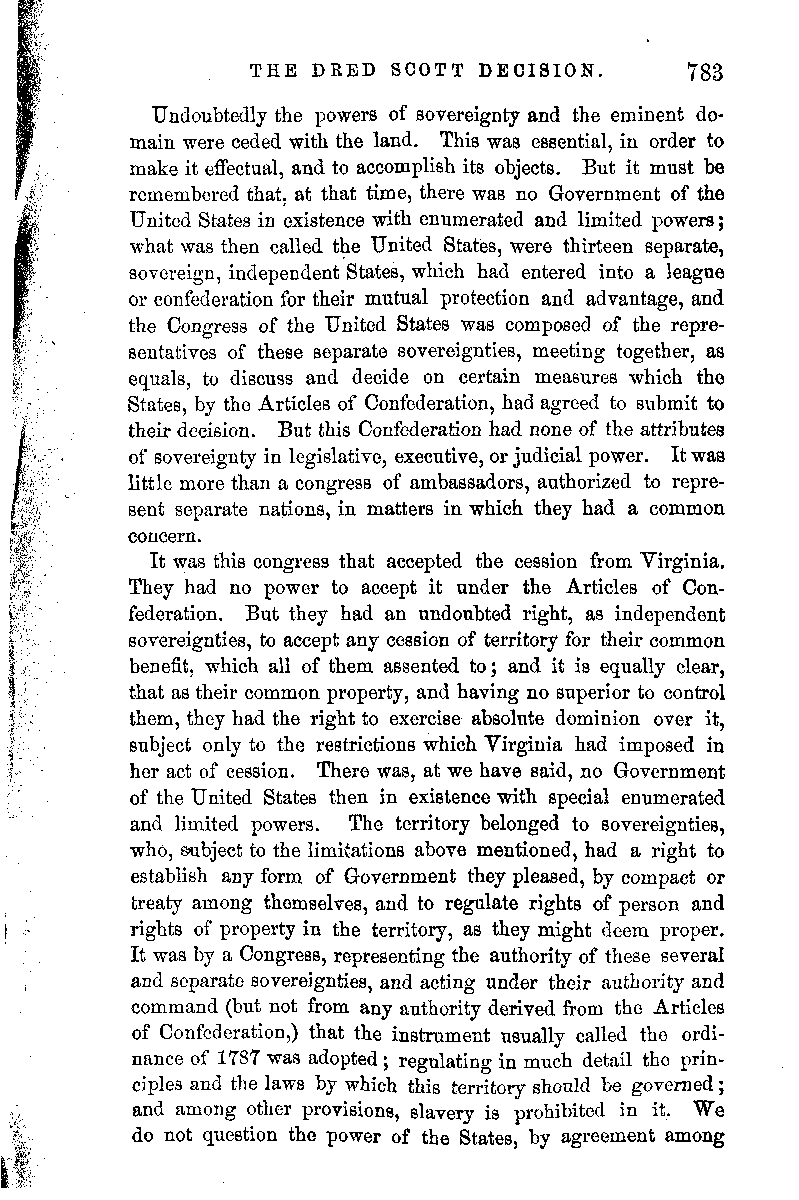 THE DRED SCOTT DECISION. 783
Undoubtedly the powers of sovereignty and the eminent do-
main were ceded with the land. This was essential, in order to
make it effectual, and to accomplish its objects. But it must be
remembered that, at that time, there was no Government of the
United States in existence with enumerated and limited powers;
what was then called the United States, were thirteen separate,
sovereign, independent States, which had entered into a league
or confederation for their mutual protection and advantage, and
the Congress of the United States was composed of the repre-
sentatives of these separate sovereignties, meeting together, as
equals, to discuss and decide on certain measures which the
States, by the Articles of Confederation, had agreed to submit to
their decision. But this Confederation had none of the attributes
of sovereignty in legislative, executive, or judicial power. It was
little more than a congress of ambassadors, authorized to repre-
sent separate nations, in matters in which they had a common
concern.
It was this congress that accepted the cession from Virginia.
They had no power to accept it under the Articles of Con-
federation. But they had an undoubted right, as independent
sovereignties, to accept any cession of territory for their common
benefit, which all of them assented to; and it is equally clear,
that as their common property, and having no superior to control
them, they had the right to exercise absolute dominion over it,
subject only to the restrictions which Virginia had imposed in
her act of cession. There was, at we have said, no Government
of the United States then in existence with special enumerated
and limited powers. The territory belonged to sovereignties,
who, subject to the limitations above mentioned, had a right to
establish any form of Government they pleased, by compact or
treaty among themselves, and to regulate rights of person and
rights of property in the territory, as they might deem proper.
It was by a Congress, representing the authority of these several
and separate sovereignties, and acting under their authority and
command (but not from any authority derived from the Articles
of Confederation,) that the instrument usually called the ordi-
nance of 1787 was adopted; regulating in much detail the prin-
ciples and the laws by which this territory should be governed;
and among other provisions, slavery is prohibited in it. We
do not question the power of the States, by agreement among